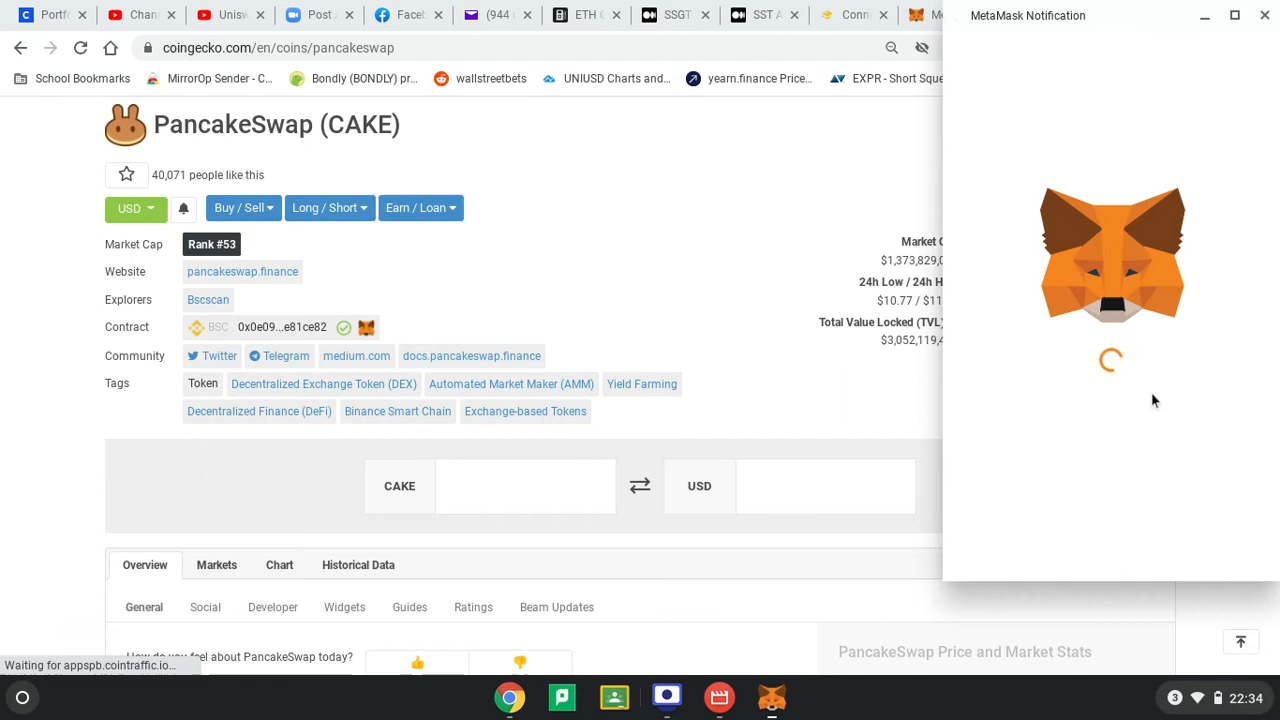 Portfo
Chan
Unisw
Post A
Faceb
(944 u
ETH G
SSGT
SST A
Conne
Me
MetaMask Notification
coingecko.com/en/coins/pancakeswap
School Bookmarks
MirrorOp Sender - C...
Bondly (BONDLY) pr...
wallstreetbets
UNIUSD Charts and...
yearn.finance Price...
EXPR - Short Sque
PancakeSwap (CAKE)
40,071 people like this
USD
Buy / Sell
Long / Short
Earn / Loan
Market Cap
Rank #53
Market C
Website
pancakeswap.finance
$1,373,829,0
Explorers
Bscscan
24h Low / 24h H
$10.77 / $11
Contract
BSC
0x0e09...e81ce82
Total Value Locked (TVL)
$3,052,119,4
Community
Twitter
Telegram
medium.com
docs.pancakeswap.finance
Tags
Token
Decentralized Exchange Token (DEX)
Automated Market Maker (AMM)
Yield Farming
Decentralized Finance (DeFi)
Binance Smart Chain
Exchange-based Tokens
CAKE
USD
Overview
Markets
Chart
Historical Data
General
Social
Developer
Widgets
Guides
Ratings
Beam Updates
How do you feel about PancakeSwap today?
PancakeSwap Price and Market Stats
Waiting for appspb.cointraffic.io...
3
22:34